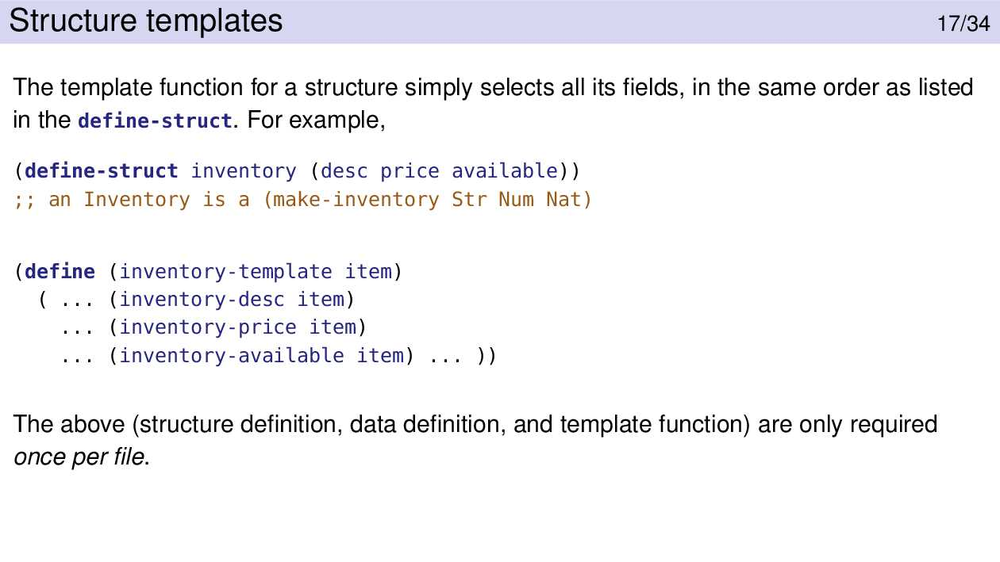 Structure templates
17/34
The template function for a structure simply selects all its fields, in the same order as listed
in the define-struct. For example,
(define-struct inventory (desc price available))
;; an Inventory is a (make-inventory Str Num Nat)
(define (inventory-template item)
  ( ... (inventory-desc item)
    ... (inventory-price item)
    ... (inventory-available item) ... ))
The above (structure definition, data definition, and template function) are only required
once per file.